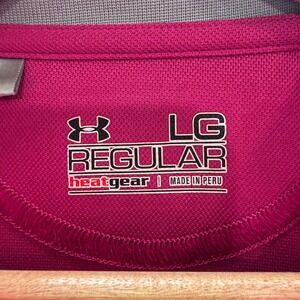 LG
REGULAR
heatgear | MADE IN PERU